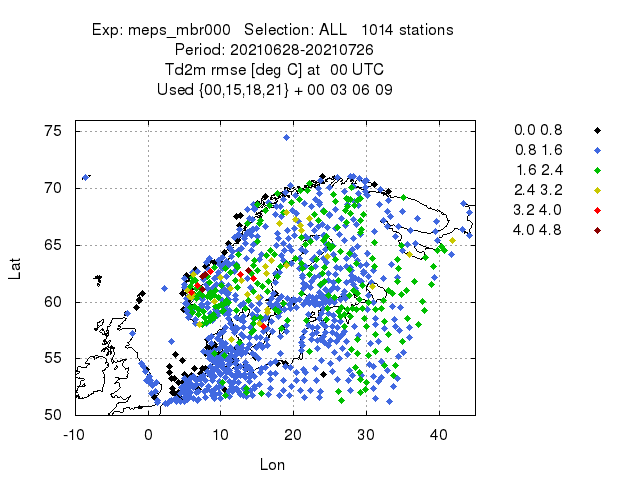 Exp: meps_mbr000   Selection: ALL   1014 stations
Period: 20210628-20210726
Td2m rmse [deg C] at  00 UTC
Used {00,15,18,21} + 00 03 06 09
75
70
65
60
55
50
Lat
-10 0 10 20 30 40
Lon
0.0 0.8
0.8 1.6
1.6 2.4
2.4 3.2
3.2 4.0
4.0 4.8